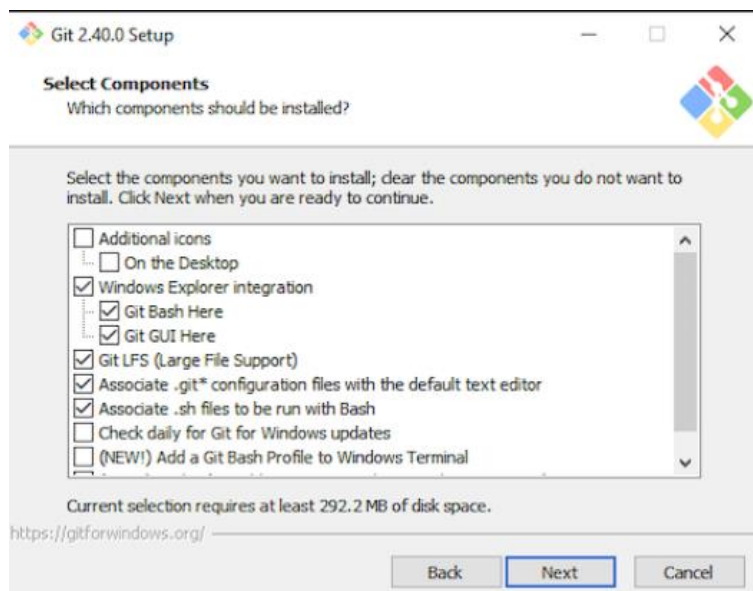 Git 2.40.0 Setup
Select Components
Which components should be installed?
Select the components you want to install; clear the components you do not want to
install. Click Next when you are ready to continue.
Additional icons
On the Desktop
Windows Explorer integration
Git Bash Here
Git GUI Here
Git LFS (Large File Support)
Associate .git* configuration files with the default text editor
Associate .sh files to be run with Bash
Check daily for Git for Windows updates
(NEW!) Add a Git Bash Profile to Windows Terminal
Current selection requires at least 292.2 MB of disk space.
https://gitforwindows.org/
Back Next Cancel